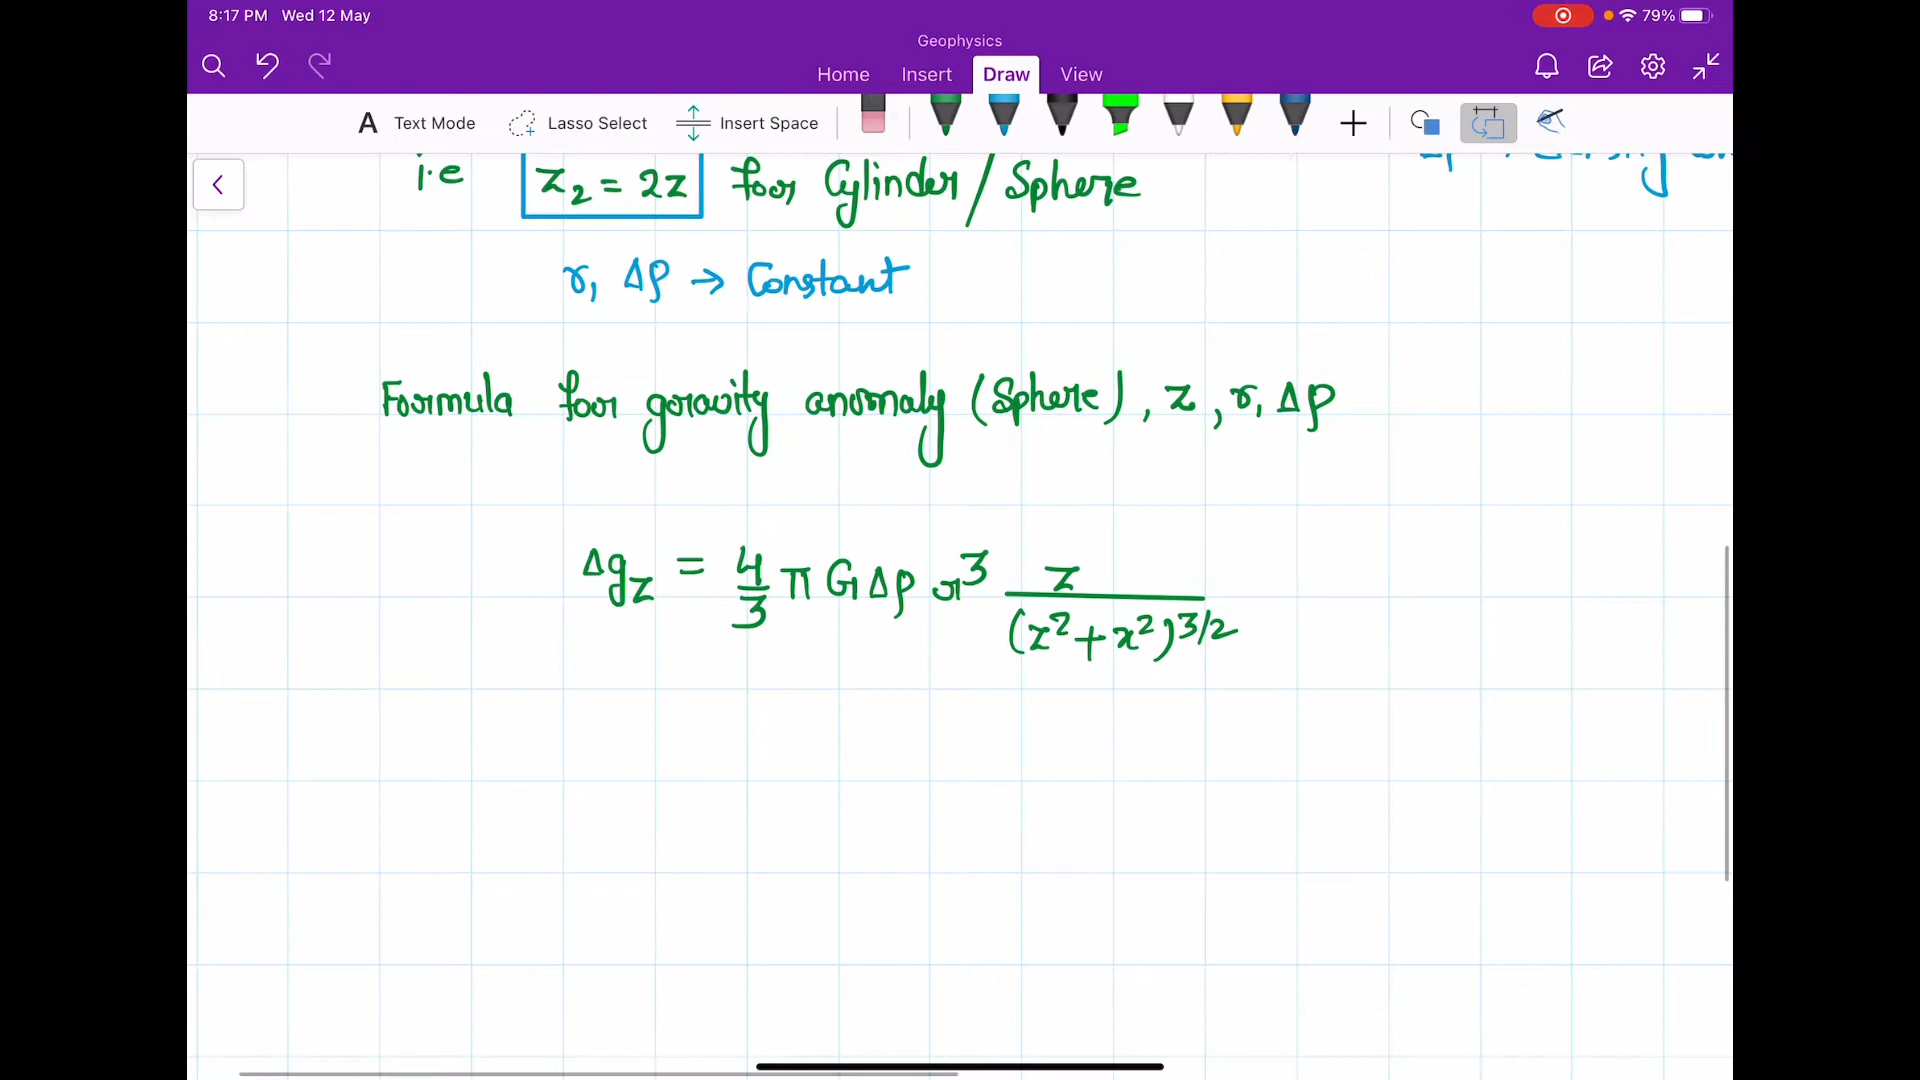 8:17 PM Wed 12 May 79%
Geophysics
Home Insert Draw View
A Text Mode Lasso Select Insert Space
i.e z₂ = 2z for Cylinder/Sphere
r, Δρ → Constant
Formula for gravity anomaly (Sphere), z, r, Δρ
Δg_z = 4/3 π G Δρ r³ z/(z²+x²)^3/2